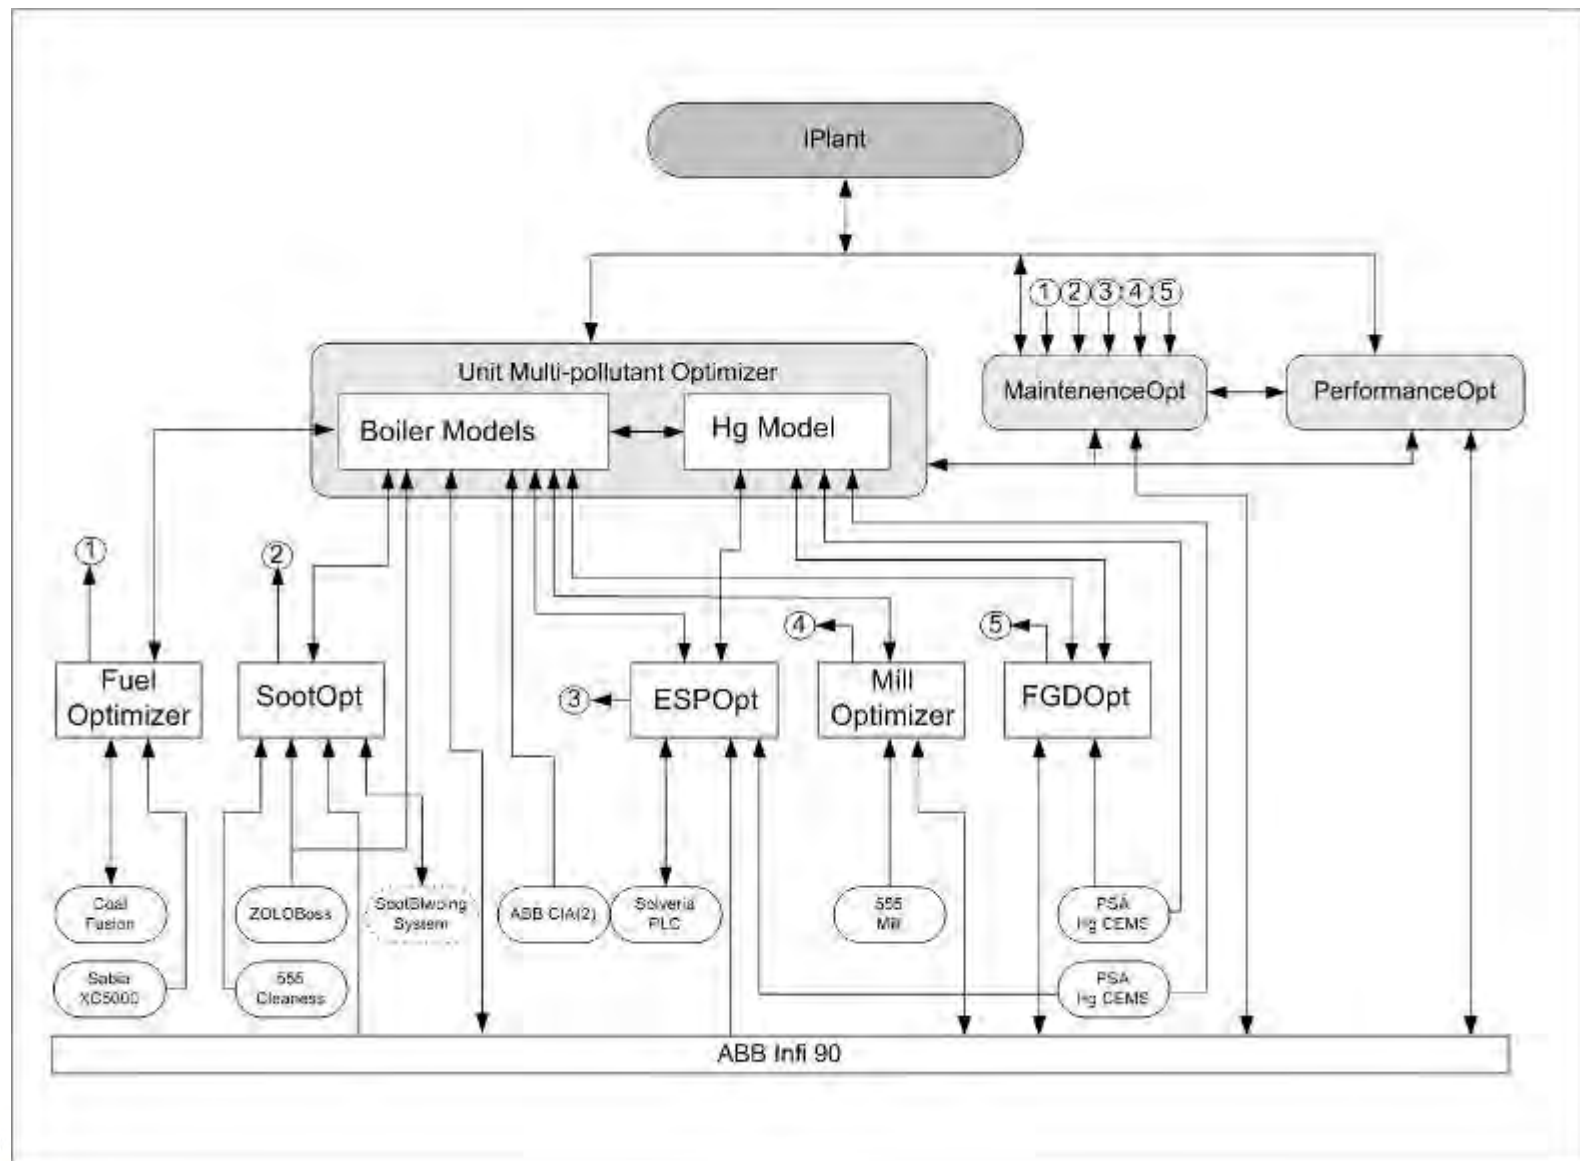 IPlant
1 2 3 4 5
Unit Multi-pollutant Optimizer
MaintenenceOpt
PerformanceOpt
Boiler Models
Hg Model
1
2
4
5
3
Fuel
Optimizer
SootOpt
ESPOpt
Mill
Optimizer
FGDOpt
Coal
Fusion
ZOLOBoss
System
ABB CIA(2)
PLC
555
Mill
PSA
Hg CEMS
Sabia
XC5000
555
Cleaness
PSA
Hg CEMS
ABB Infi 90